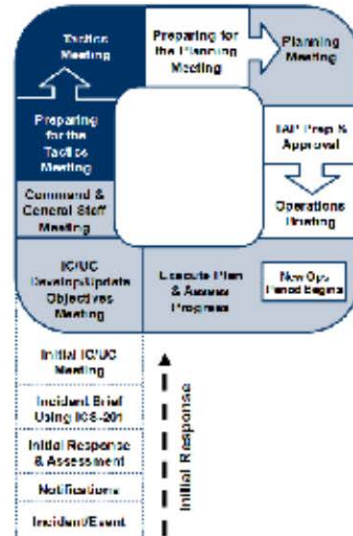 Tactics
Meeting
Preparing for
the Planning
Meeting
Planning
Meeting
Preparing
for the
Tactics
Meeting
IAP Prep &
Approval
Command &
General Staff
Meeting
Operations
Briefing
IC/UC
Develop/Update
Objectives
Meeting
Execute Plan
& Assess
Progress
New Ops
Period Begins
Initial IC/UC
Meeting
Incident Brief
Using ICS-201
Initial Response
& Assessment
Notifications
Incident/Event
Initial Response